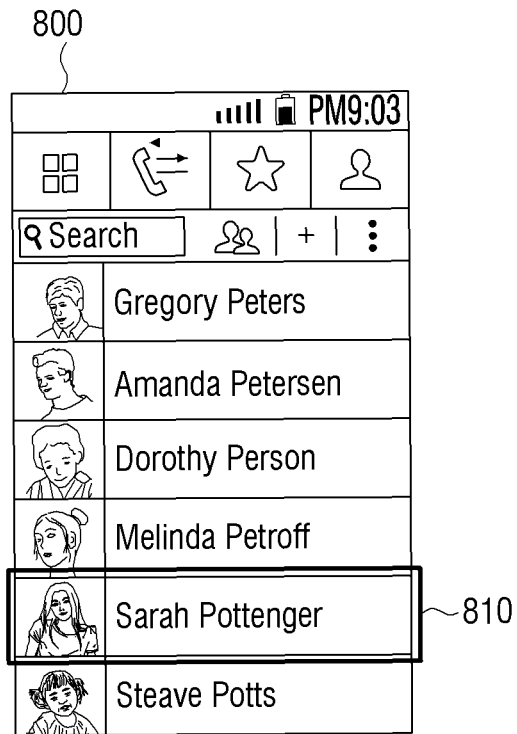 800
PM9:03
Search
+
Gregory Peters
Amanda Petersen
Dorothy Person
Melinda Petroff
Sarah Pottenger
810
Steave Potts